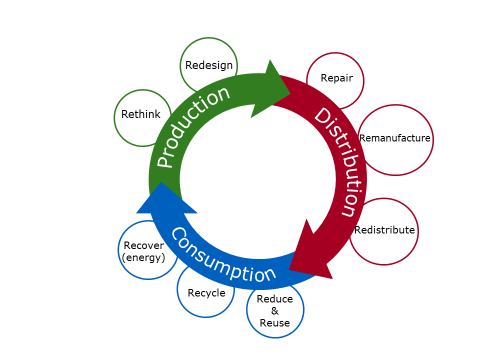 Redesign
Rethink
Production
Repair
Remanufacture
Distribution
Redistribute
Consumption
Recover
(energy)
Recycle
Reduce
&
Reuse